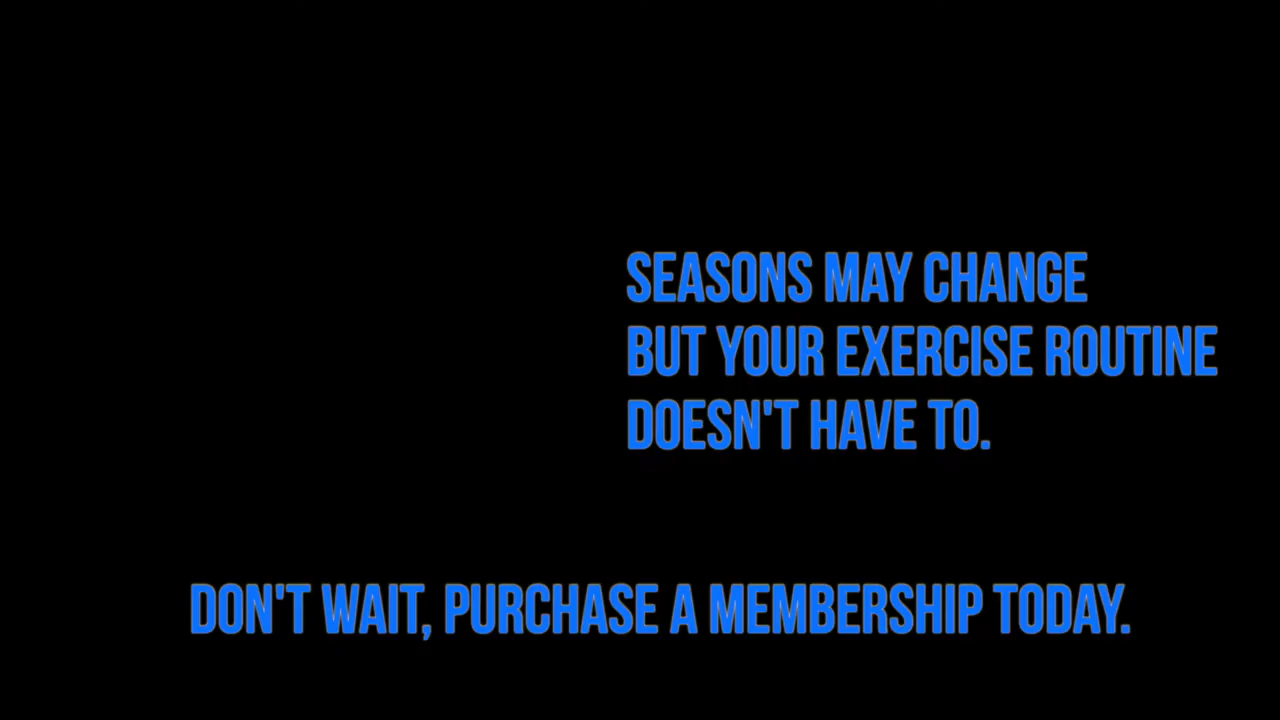 SEASONS MAY CHANGE
BUT YOUR EXERCISE ROUTINE
DOESN'T HAVE TO.
DON'T WAIT, PURCHASE A MEMBERSHIP TODAY.